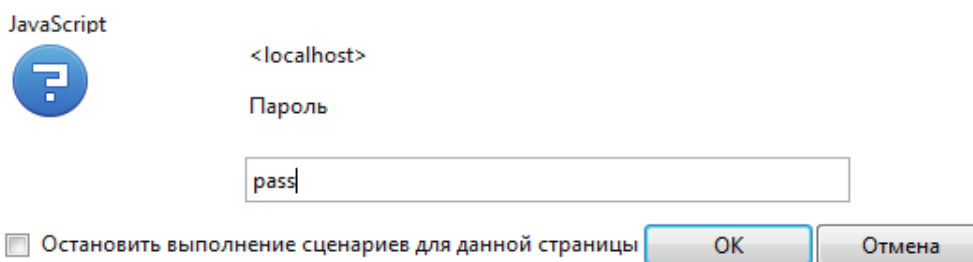 JavaScript
<localhost>
Пароль
pass
Остановить выполнение сценариев для данной страницы
OK
Отмена